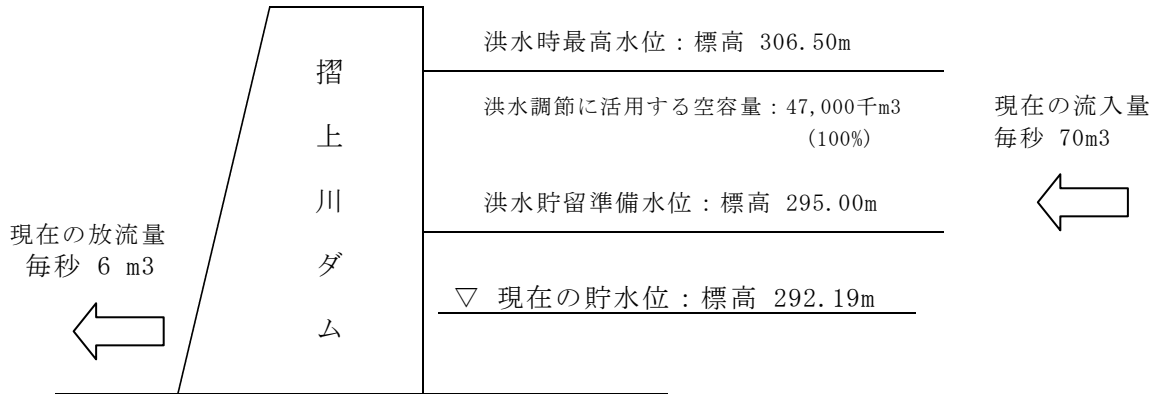 洪水時最高水位：標高 306.50m
洪水調節に活用する空容量：47,000千m3
(100%)
洪水貯留準備水位：標高 295.00m
▽ 現在の貯水位：標高 292.19m
摺上川ダム
現在の流入量
毎秒 70m3
現在の放流量
毎秒 6 m3